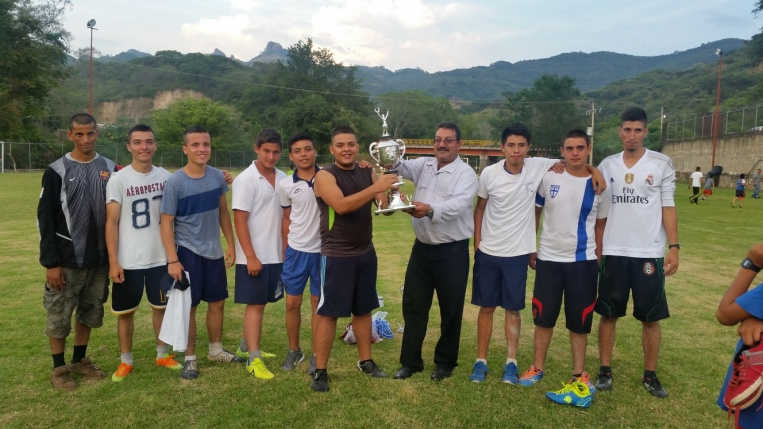 AEROPOSTALE
87
Fly
Emirates